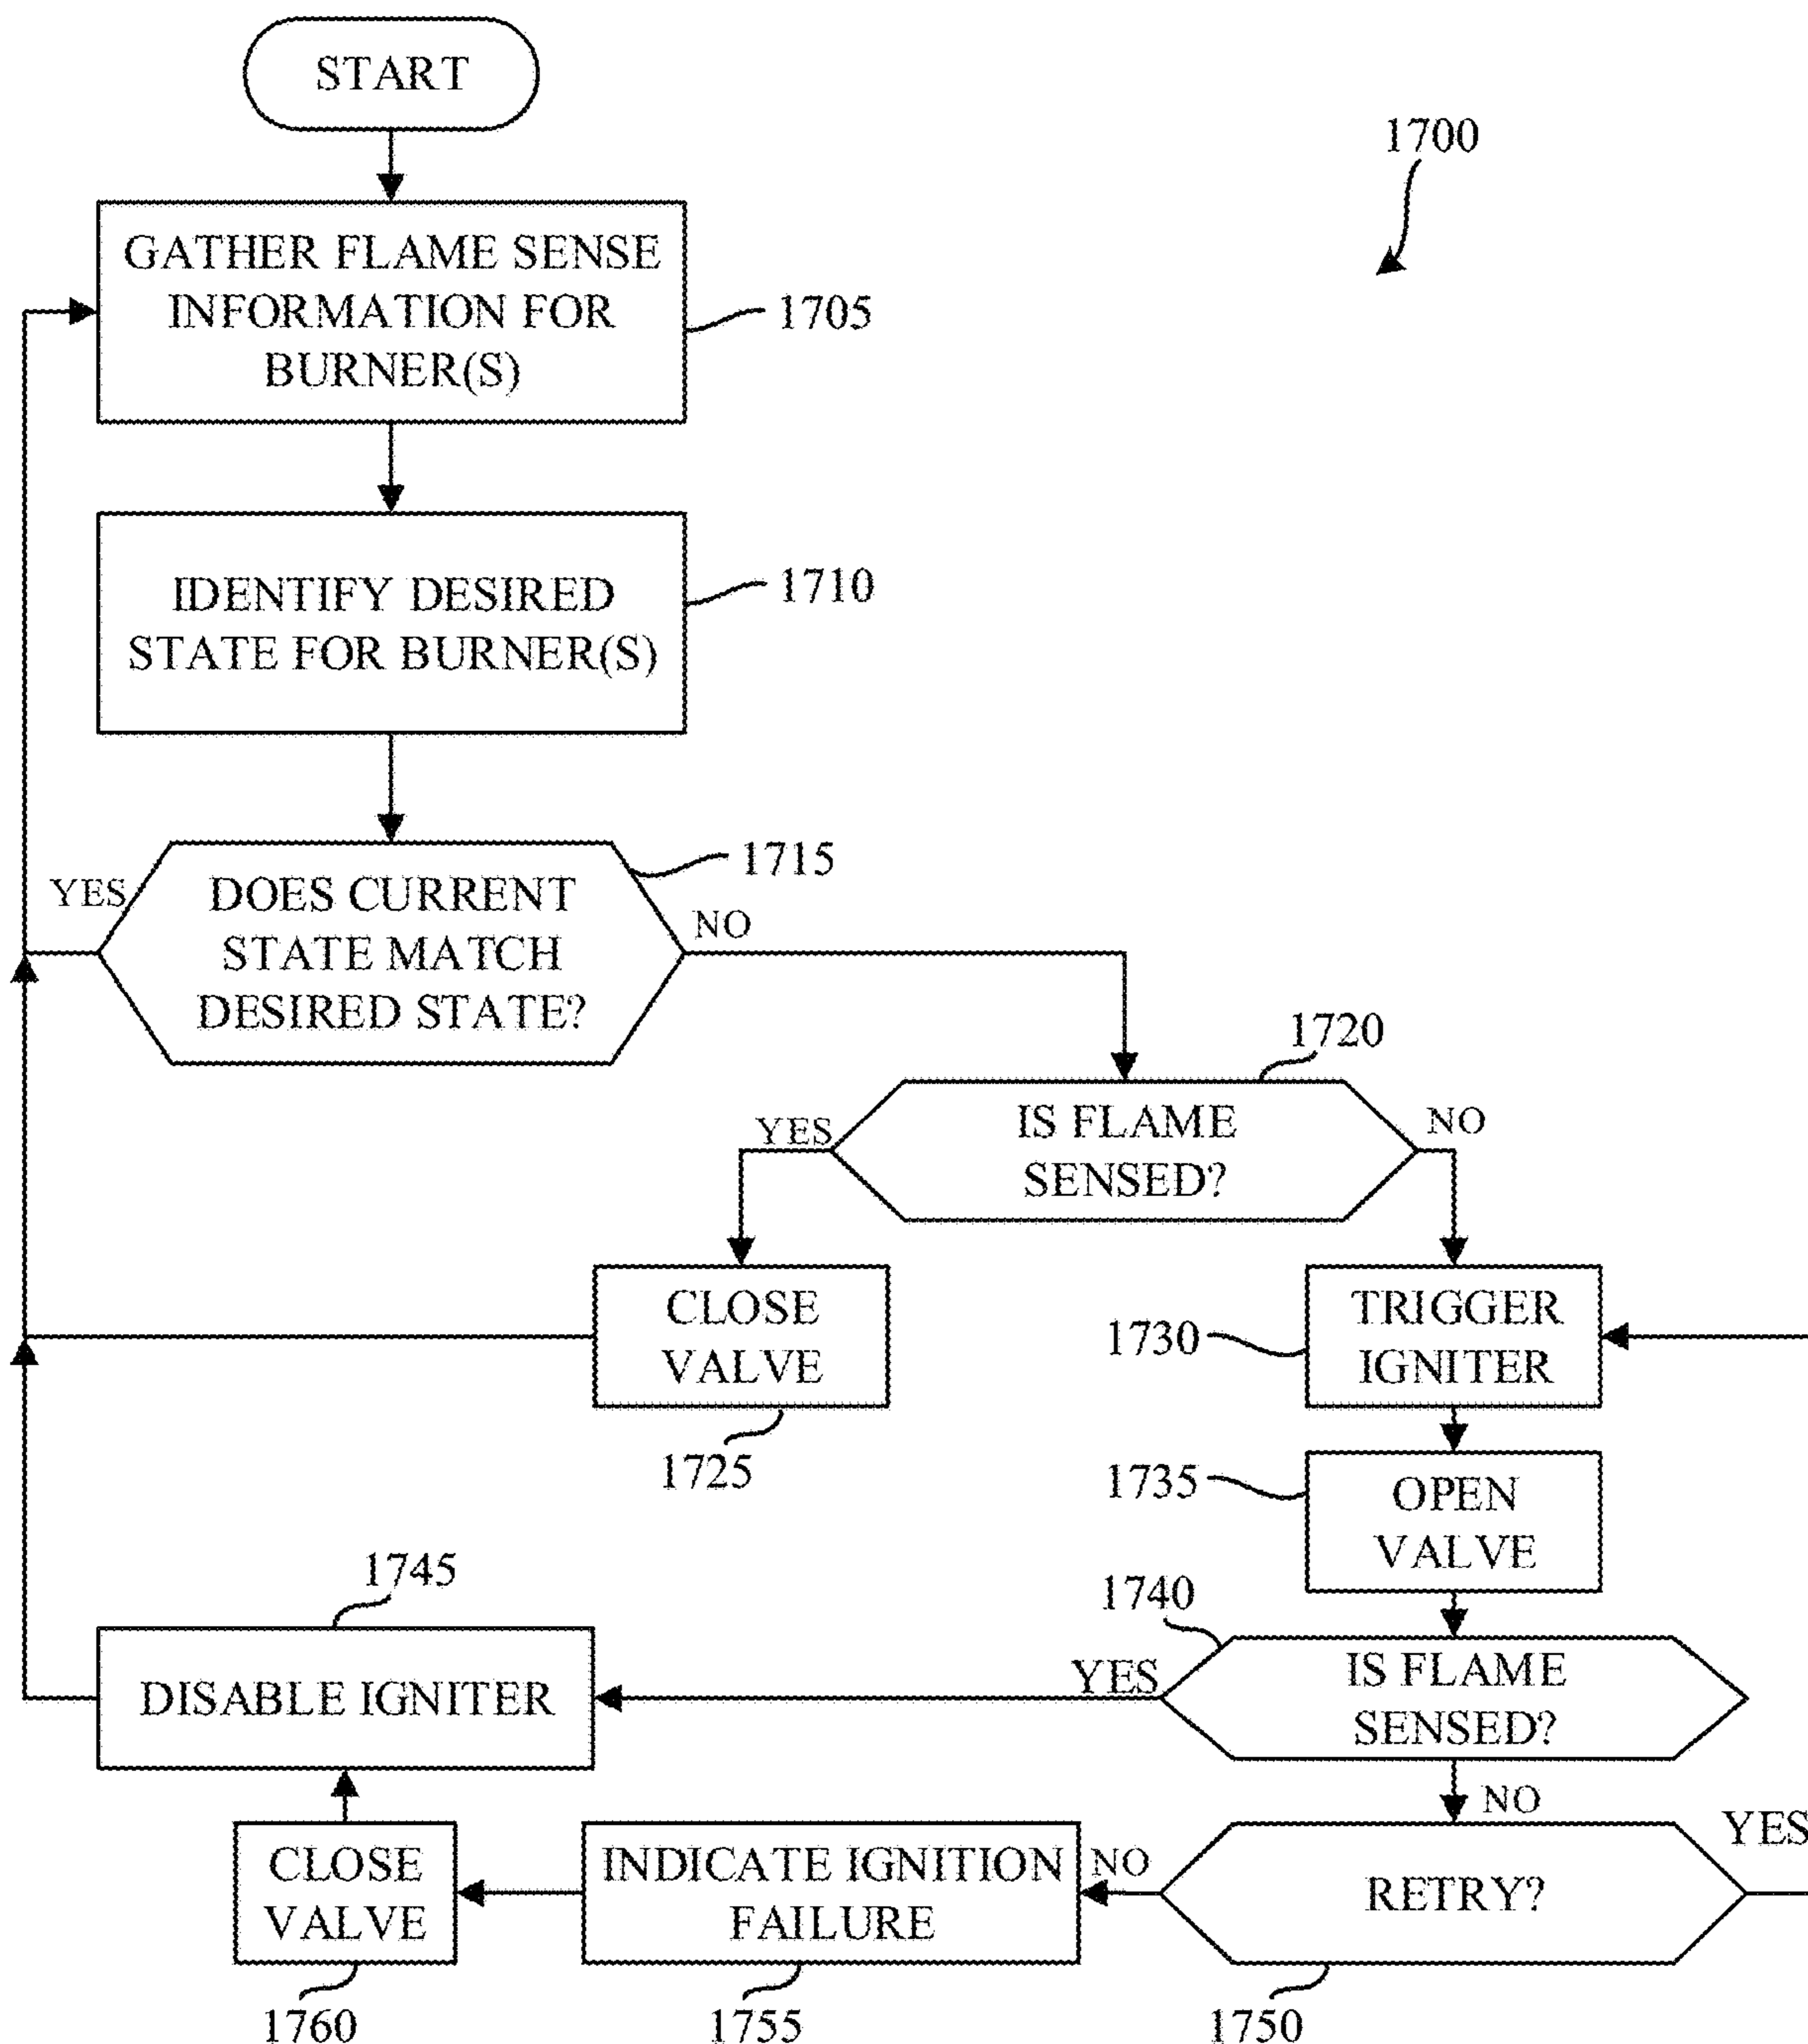 START
1700
GATHER FLAME SENSE
INFORMATION FOR
BURNER(S)
1705
IDENTIFY DESIRED
STATE FOR BURNER(S)
1710
YES
DOES CURRENT
STATE MATCH
DESIRED STATE?
1715
NO
1720
YES
IS FLAME
SENSED?
NO
CLOSE
VALVE
1725
1730
TRIGGER
IGNITER
1735
OPEN
VALVE
1745
DISABLE IGNITER
1740
YES
IS FLAME
SENSED?
NO
CLOSE
VALVE
1760
INDICATE IGNITION
FAILURE
1755
NO
RETRY?
YES
1750